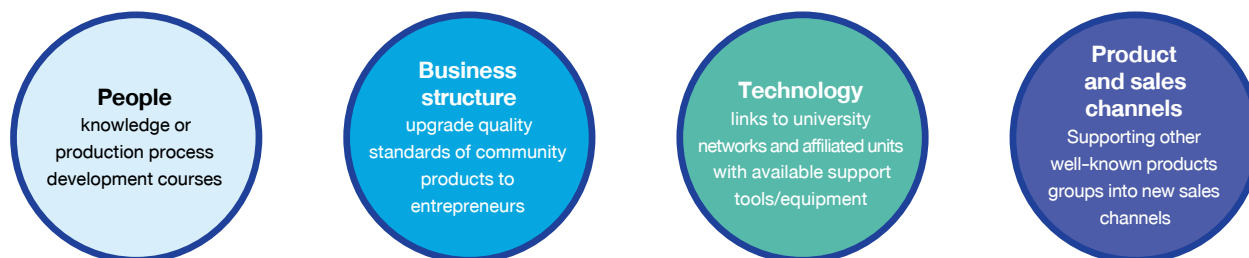 People
knowledge or
production process
development courses
Business
structure
upgrade quality
standards of community
products to
entrepreneurs
Technology
links to university
networks and affiliated units
with available support
tools/equipment
Product
and sales
channels
Supporting other
well-known products
groups into new sales
channels